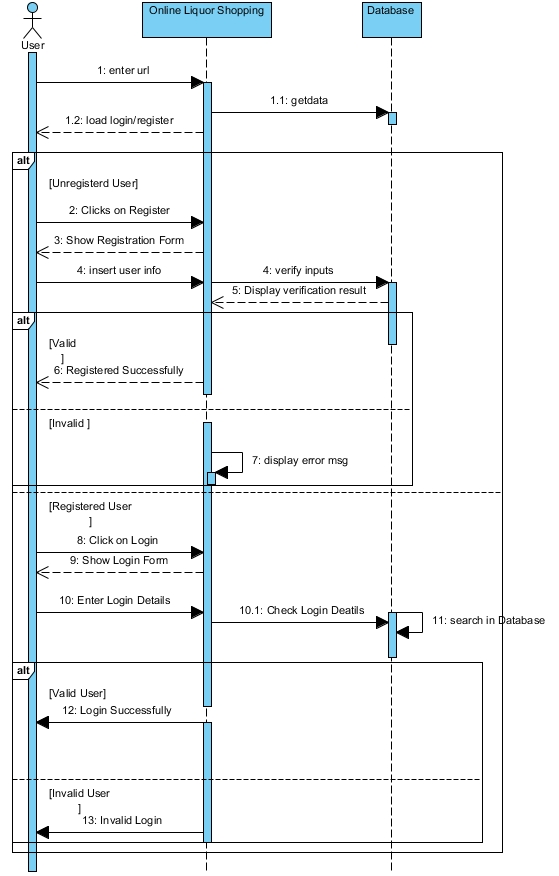 Online Liquor Shopping
Database
User
1: enter url
1.1: getdata
1.2: load login/register
alt
[Unregisterd User]
2: Clicks on Register
3: Show Registration Form
4: insert user info
4: verify inputs
5: Display verification result
alt
[Valid
]
6: Registered Successfully
[Invalid ]
7: display error msg
[Registered User
]
8: Click on Login
9: Show Login Form
10: Enter Login Details
10.1: Check Login Deatils
11: search in Database
alt
[Valid User]
12: Login Successfully
[Invalid User
]
13: Invalid Login